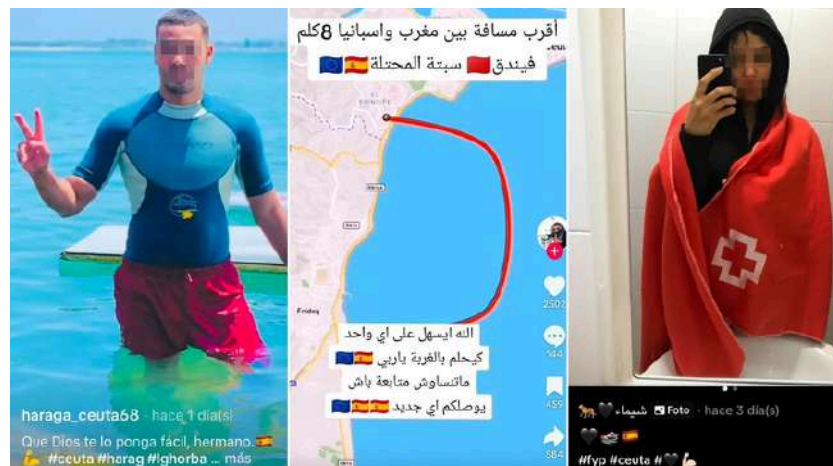 haraga_ceuta68 · hace 1 día(s)
Que Dios te lo ponga fácil, hermano. 🇪🇸
💪 #ceuta #harag #lghorba ... más
أقرب مسافة بين مغرب واسبانيا 8كلم
فيندق🇲🇦 سبتة المحتلة🇪🇸🇪🇺
Fnideq
الله ايسهل على أي واحد
كيحلم بالغربة ياربي 🇪🇸🇪🇺
ماتنساوش متابعة باش
يوصلكم اي جديد 🇪🇸🇪🇸🇪🇺
2502
144
459
584
🐆🖤شيماء Foto · hace 3 día(s)
🖤👟🇪🇸
#fyp #ceuta #🖤💪🏻